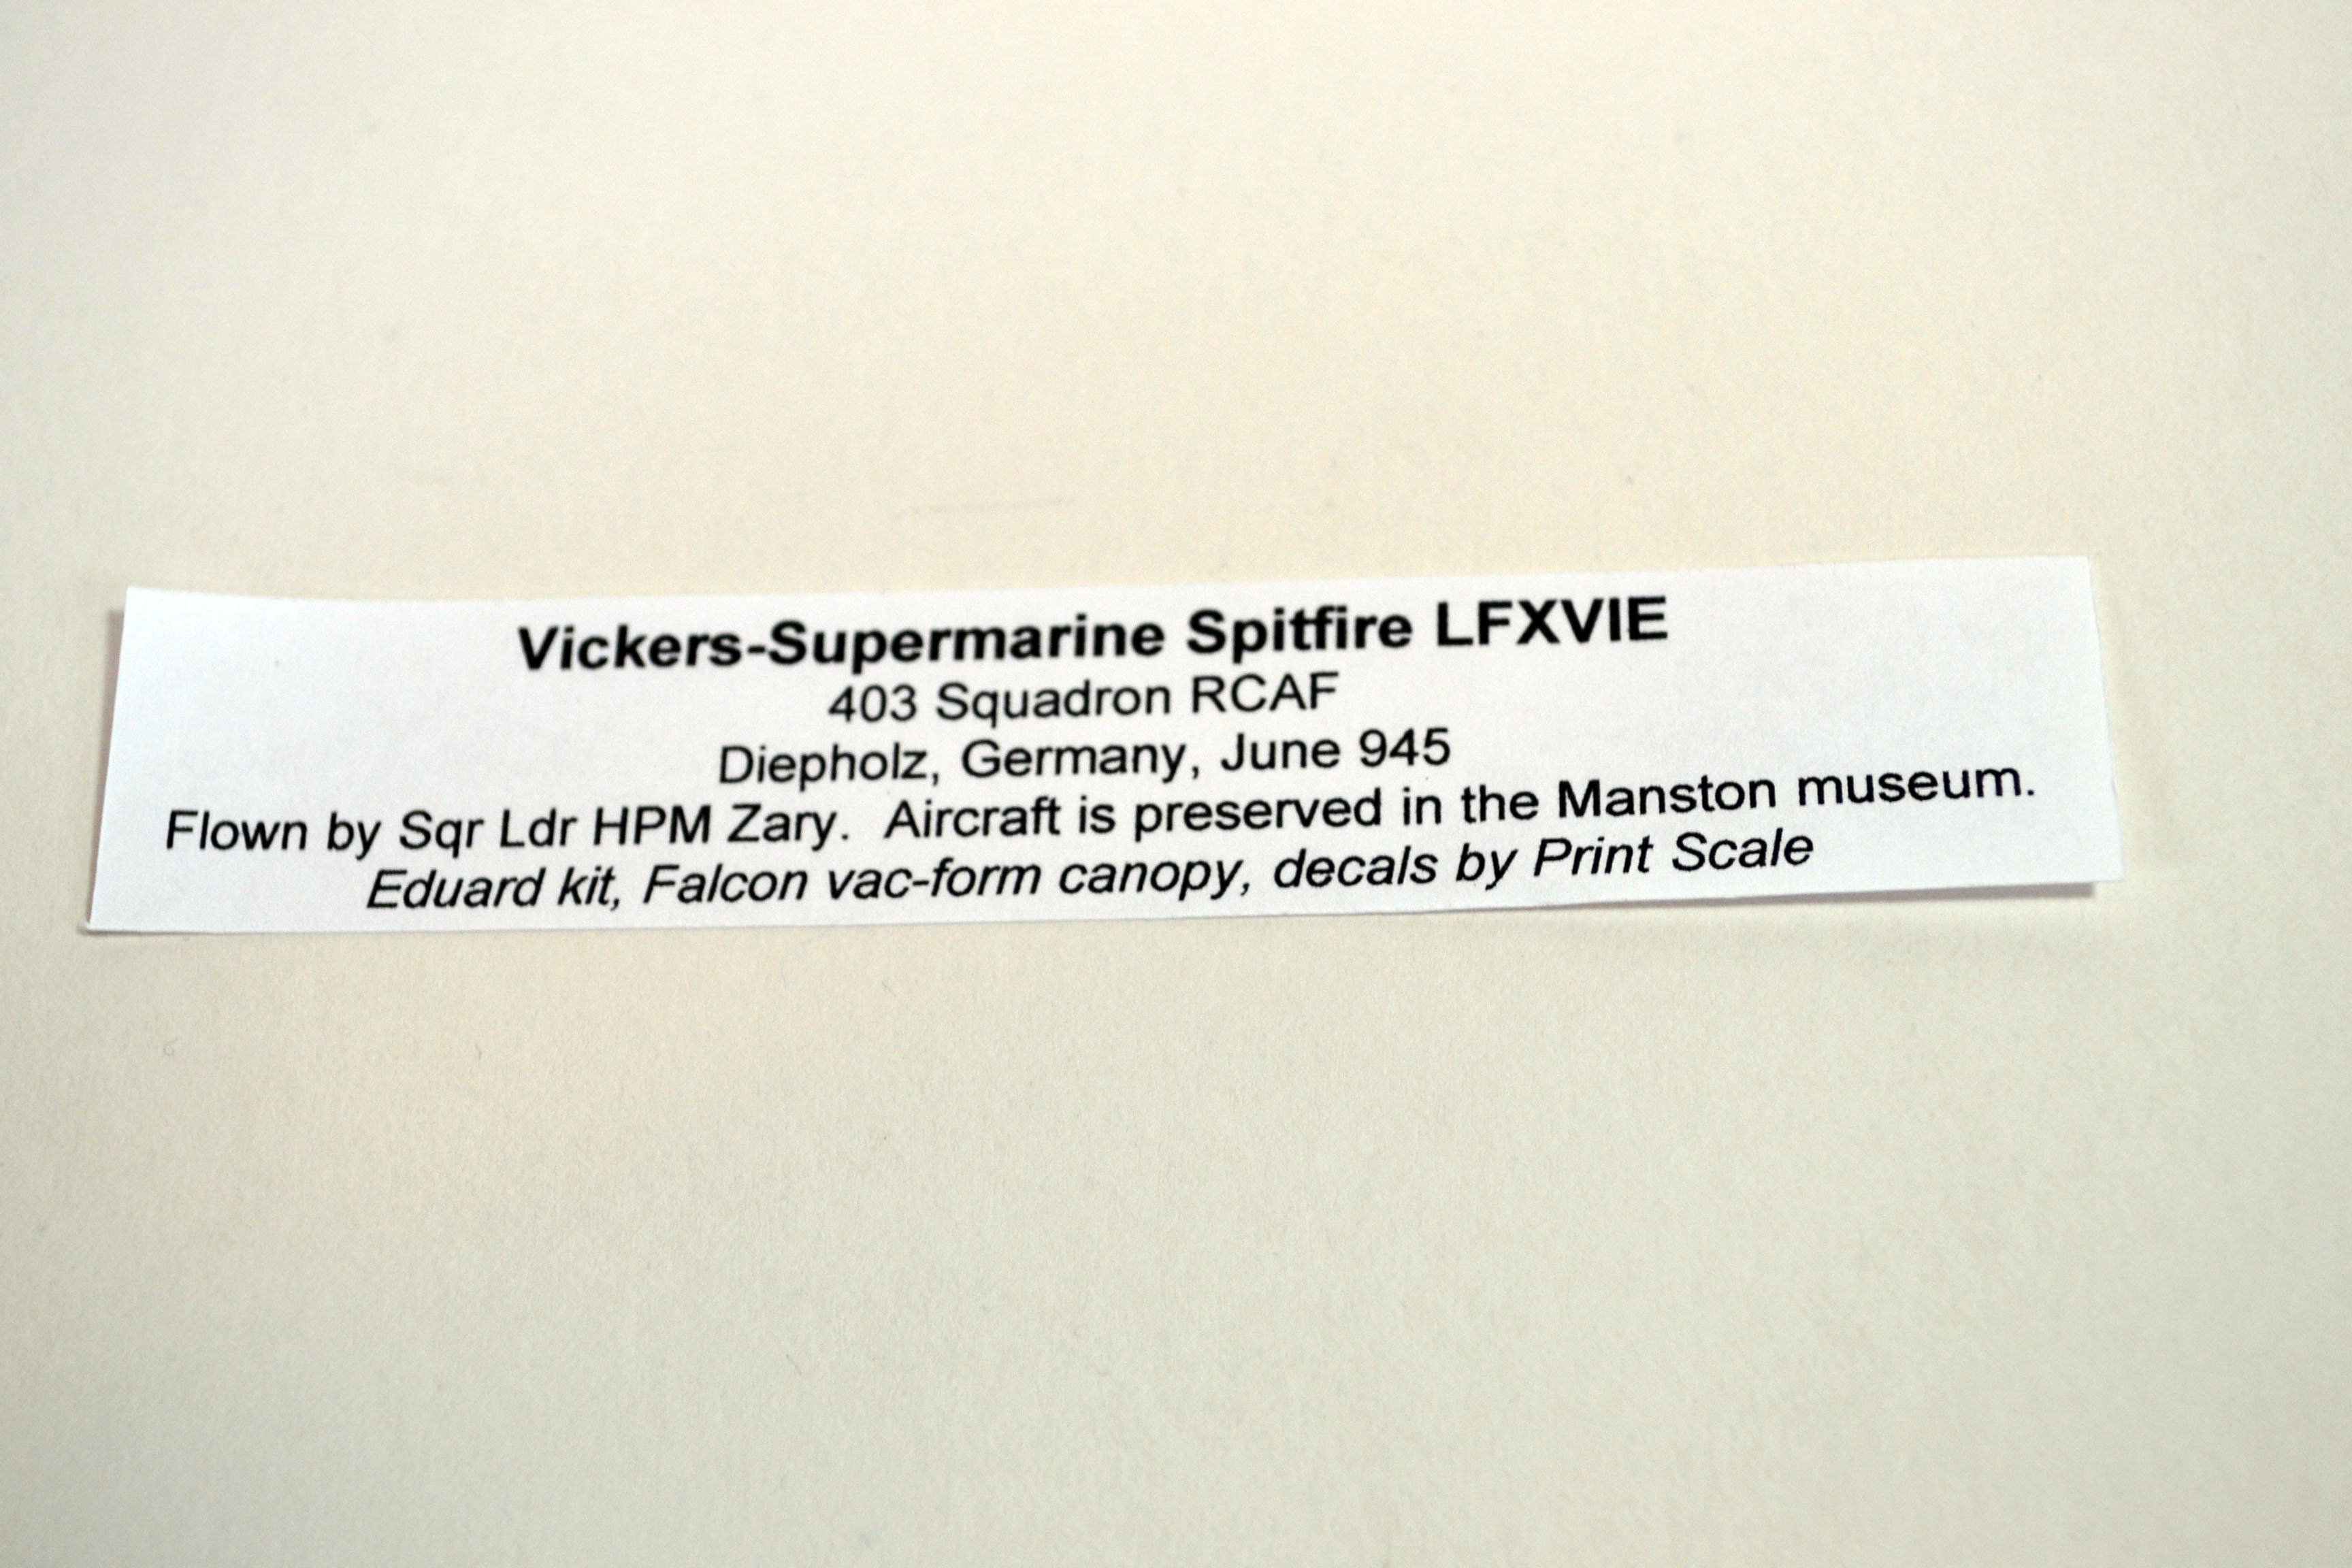 Vickers-Supermarine Spitfire LFXVIE
403 Squadron RCAF
Diepholz, Germany, June 945
Flown by Sqr Ldr HPM Zary.  Aircraft is preserved in the Manston museum.
Eduard kit, Falcon vac-form canopy, decals by Print Scale